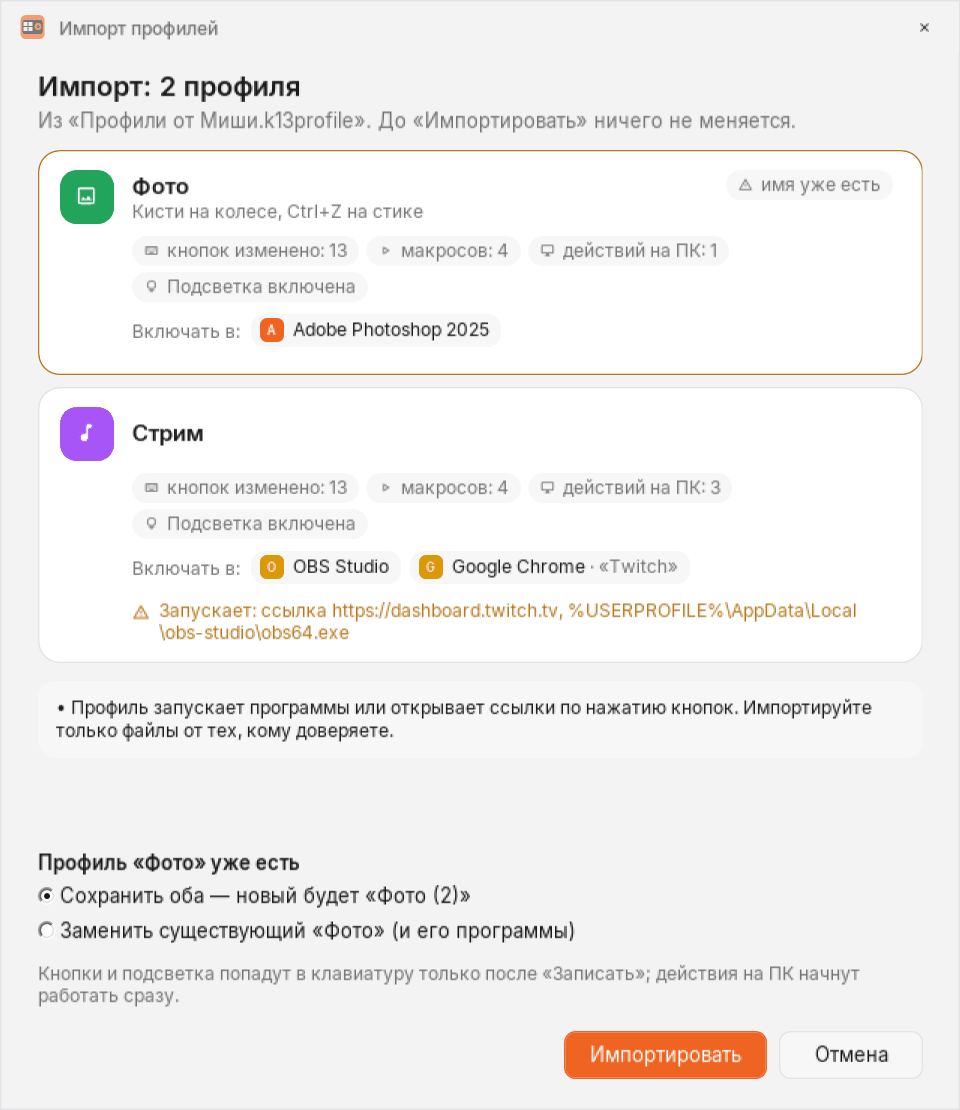 Импорт профилей
×
Импорт: 2 профиля
Из «Профили от Миши.k13profile». До «Импортировать» ничего не меняется.
Фото
имя уже есть
Кисти на колесе, Ctrl+Z на стике
кнопок изменено: 13
макросов: 4
действий на ПК: 1
Подсветка включена
Включать в:
A
Adobe Photoshop 2025
Стрим
кнопок изменено: 13
макросов: 4
действий на ПК: 3
Подсветка включена
Включать в:
O
OBS Studio
G
Google Chrome · «Twitch»
Запускает: ссылка https://dashboard.twitch.tv, %USERPROFILE%\AppData\Local
\obs-studio\obs64.exe
• Профиль запускает программы или открывает ссылки по нажатию кнопок. Импортируйте
только файлы от тех, кому доверяете.
Профиль «Фото» уже есть
Сохранить оба — новый будет «Фото (2)»
Заменить существующий «Фото» (и его программы)
Кнопки и подсветка попадут в клавиатуру только после «Записать»; действия на ПК начнут
работать сразу.
Импортировать
Отмена